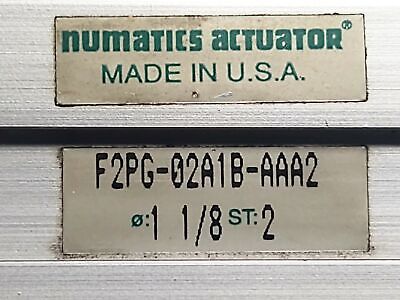 numatics actuator®
MADE IN U.S.A.
F2PG-02A1B-AAA2
ø:1 1/8 ST:2